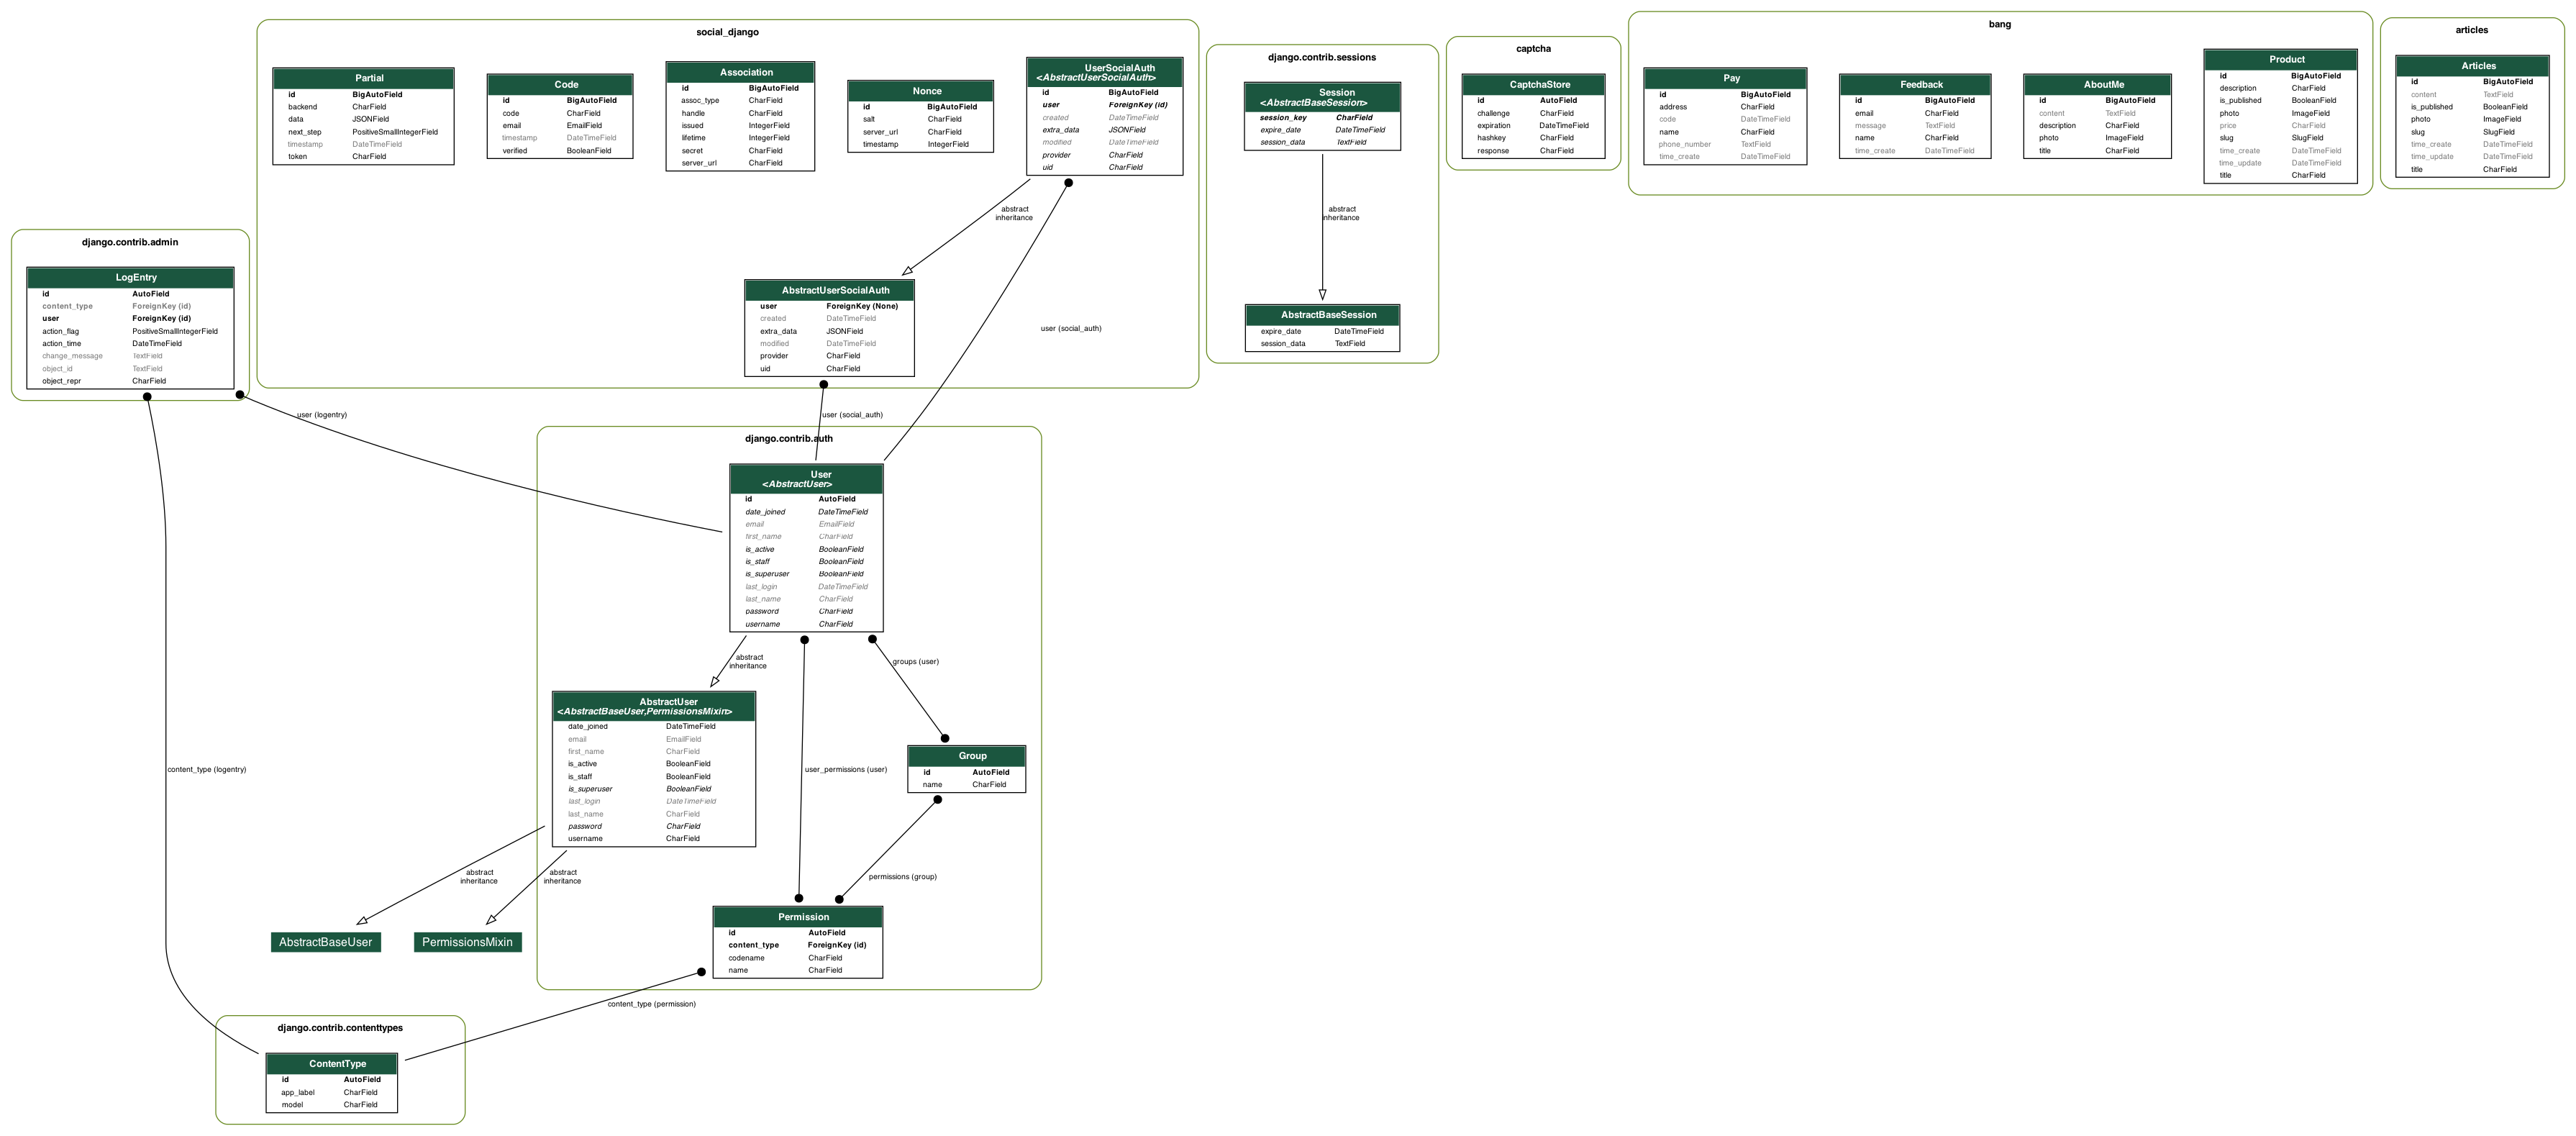 social_django
Partial
id BigAutoField
backend CharField
data JSONField
next_step PositiveSmallIntegerField
timestamp DateTimeField
token CharField
Code
id BigAutoField
code CharField
email EmailField
timestamp DateTimeField
verified BooleanField
Association
id BigAutoField
assoc_type CharField
handle CharField
issued IntegerField
lifetime IntegerField
secret CharField
server_url CharField
Nonce
id BigAutoField
salt CharField
server_url CharField
timestamp IntegerField
UserSocialAuth
<AbstractUserSocialAuth>
id BigAutoField
user ForeignKey (id)
created DateTimeField
extra_data JSONField
modified DateTimeField
provider CharField
uid CharField
abstract
inheritance
AbstractUserSocialAuth
user ForeignKey (None)
created DateTimeField
extra_data JSONField
modified DateTimeField
provider CharField
uid CharField
user (social_auth)
user (social_auth)
django.contrib.sessions
Session
<AbstractBaseSession>
session_key CharField
expire_date DateTimeField
session_data TextField
abstract
inheritance
AbstractBaseSession
expire_date DateTimeField
session_data TextField
captcha
CaptchaStore
id AutoField
challenge CharField
expiration DateTimeField
hashkey CharField
response CharField
bang
Pay
id BigAutoField
address CharField
code DateTimeField
name CharField
phone_number TextField
time_create DateTimeField
Feedback
id BigAutoField
email CharField
message TextField
name CharField
time_create DateTimeField
AboutMe
id BigAutoField
content TextField
description CharField
photo ImageField
title CharField
Product
id BigAutoField
description CharField
is_published BooleanField
photo ImageField
price CharField
slug SlugField
time_create DateTimeField
time_update DateTimeField
title CharField
articles
Articles
id BigAutoField
content TextField
is_published BooleanField
photo ImageField
slug SlugField
time_create DateTimeField
time_update DateTimeField
title CharField
django.contrib.admin
LogEntry
id AutoField
content_type ForeignKey (id)
user ForeignKey (id)
action_flag PositiveSmallIntegerField
action_time DateTimeField
change_message TextField
object_id TextField
object_repr CharField
user (logentry)
content_type (logentry)
django.contrib.auth
User
<AbstractUser>
id AutoField
date_joined DateTimeField
email EmailField
first_name CharField
is_active BooleanField
is_staff BooleanField
is_superuser BooleanField
last_login DateTimeField
last_name CharField
password CharField
username CharField
abstract
inheritance
groups (user)
user_permissions (user)
AbstractUser
<AbstractBaseUser,PermissionsMixin>
date_joined DateTimeField
email EmailField
first_name CharField
is_active BooleanField
is_staff BooleanField
is_superuser BooleanField
last_login DateTimeField
last_name CharField
password CharField
username CharField
Group
id AutoField
name CharField
permissions (group)
abstract
inheritance
abstract
inheritance
AbstractBaseUser
PermissionsMixin
Permission
id AutoField
content_type ForeignKey (id)
codename CharField
name CharField
content_type (permission)
django.contrib.contenttypes
ContentType
id AutoField
app_label CharField
model CharField